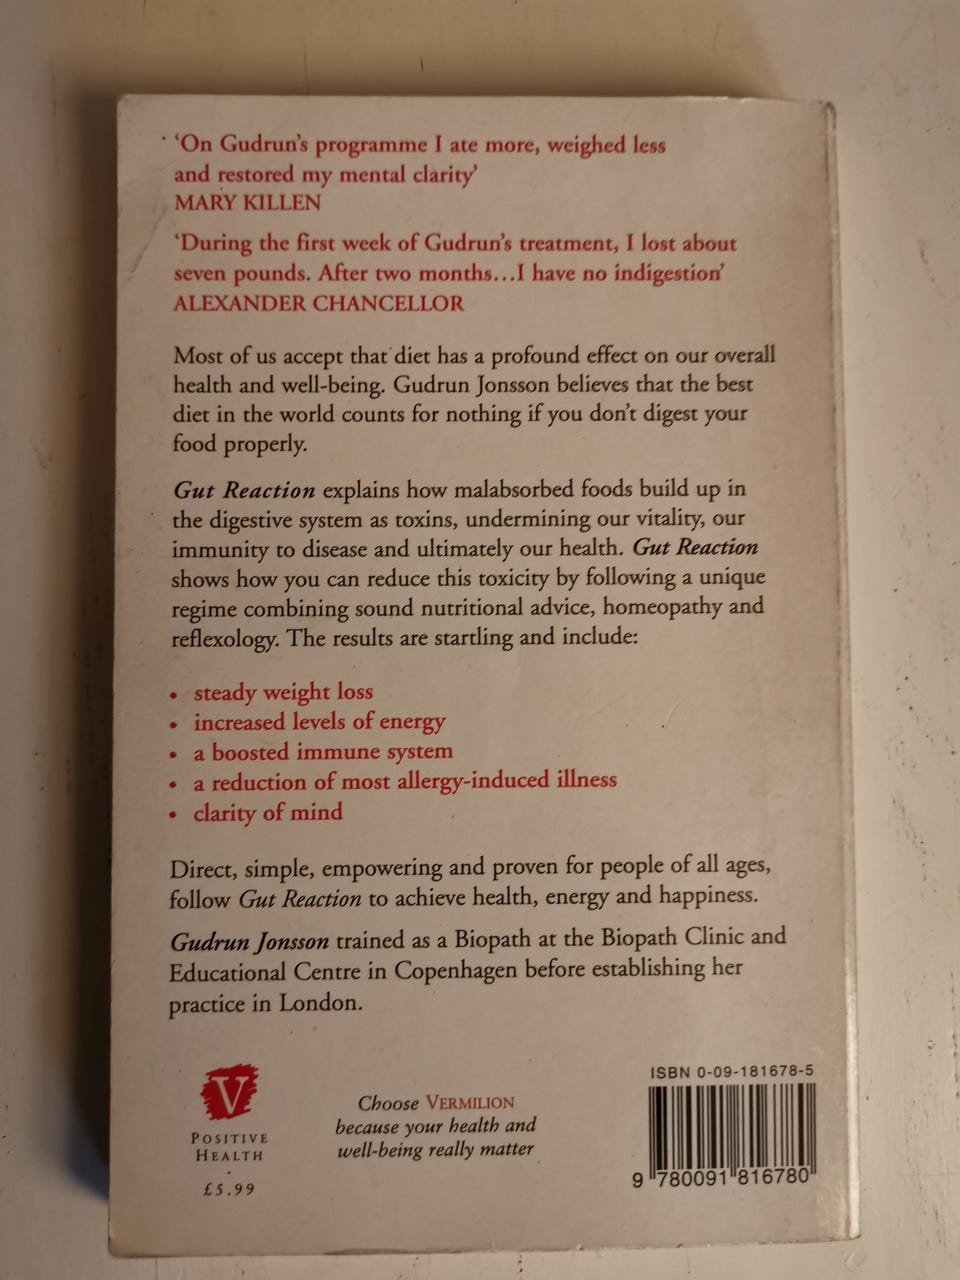 ‘On Gudrun’s programme I ate more, weighed less
and restored my mental clarity’
MARY KILLEN
‘During the first week of Gudrun’s treatment, I lost about
seven pounds. After two months...I have no indigestion’
ALEXANDER CHANCELLOR
Most of us accept that diet has a profound effect on our overall
health and well-being. Gudrun Jonsson believes that the best
diet in the world counts for nothing if you don’t digest your
food properly.
Gut Reaction explains how malabsorbed foods build up in
the digestive system as toxins, undermining our vitality, our
immunity to disease and ultimately our health. Gut Reaction
shows how you can reduce this toxicity by following a unique
regime combining sound nutritional advice, homeopathy and
reflexology. The results are startling and include:
• steady weight loss
• increased levels of energy
• a boosted immune system
• a reduction of most allergy-induced illness
• clarity of mind
Direct, simple, empowering and proven for people of all ages,
follow Gut Reaction to achieve health, energy and happiness.
Gudrun Jonsson trained as a Biopath at the Biopath Clinic and
Educational Centre in Copenhagen before establishing her
practice in London.
V
POSITIVE
HEALTH
£5.99
Choose VERMILION
because your health and
well-being really matter
ISBN 0-09-181678-5
9 780091 816780